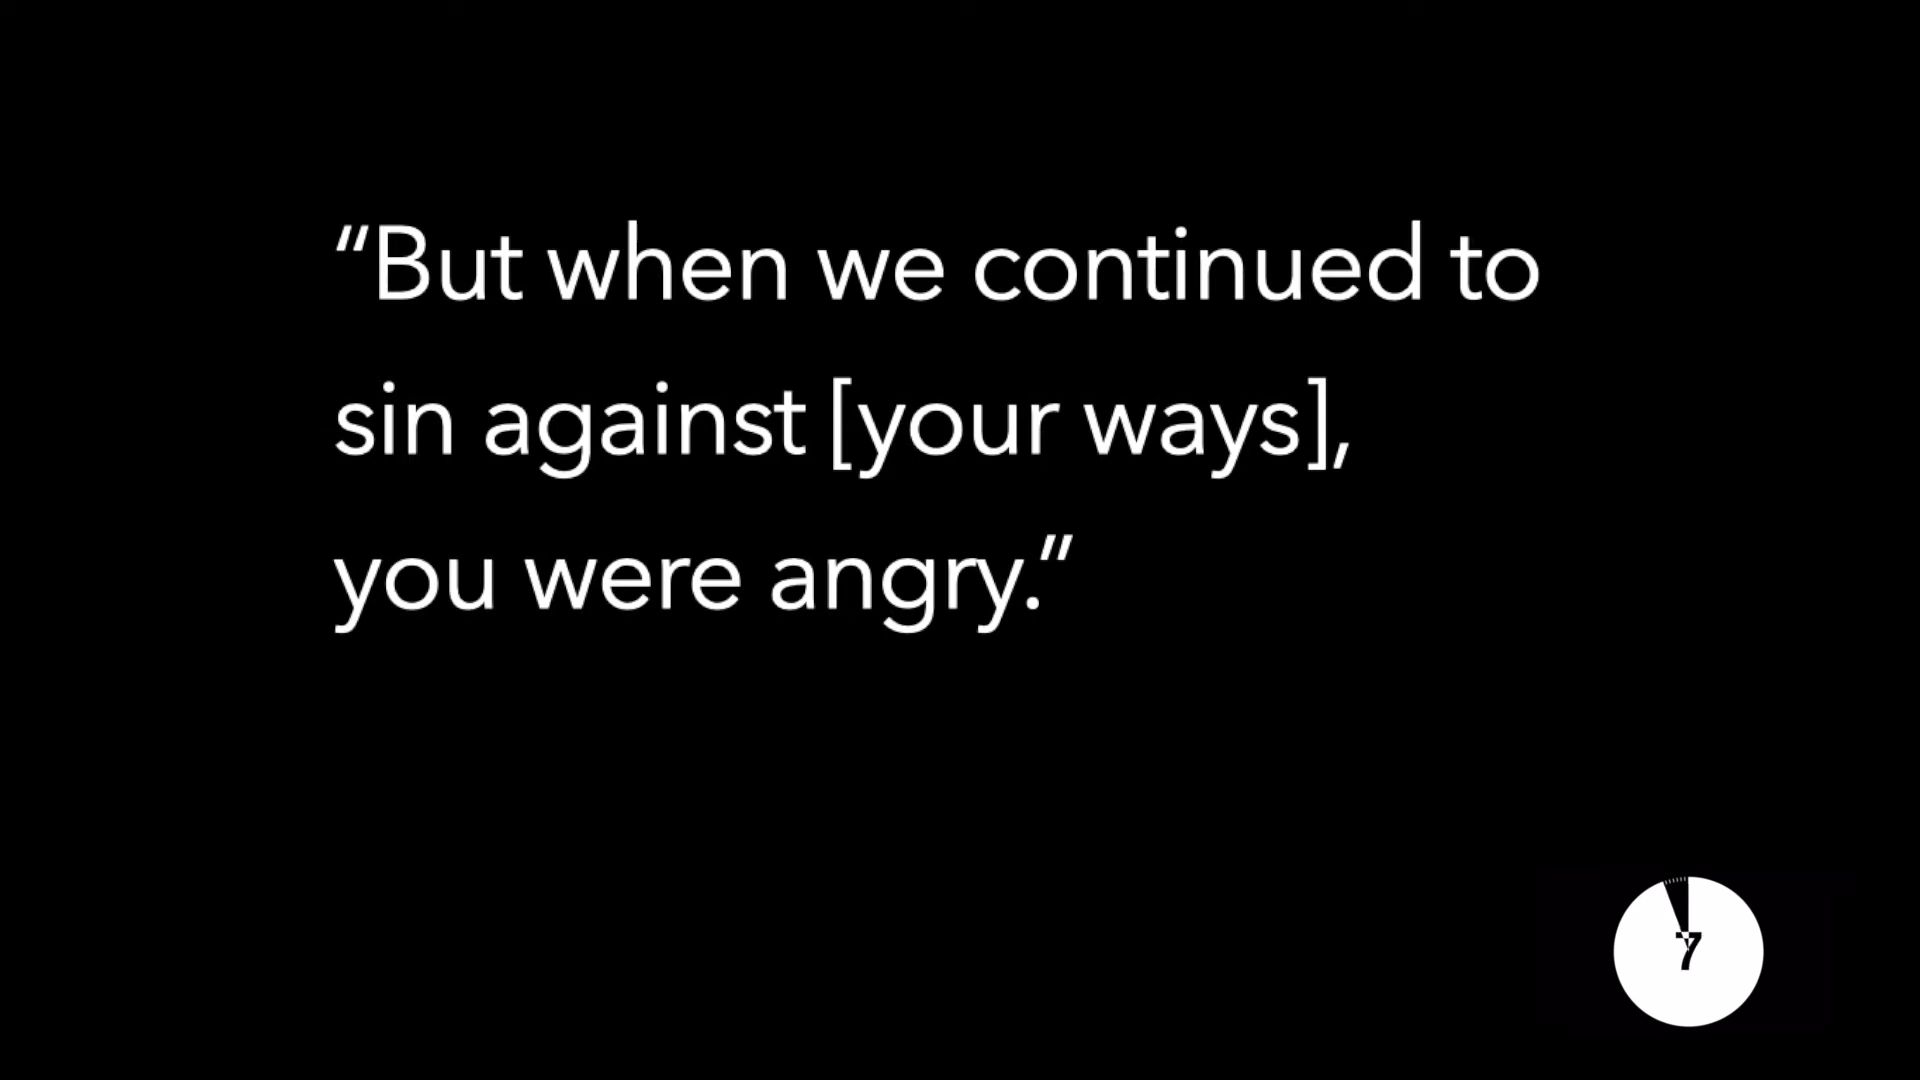 “But when we continued to
sin against [your ways],
you were angry.”
7